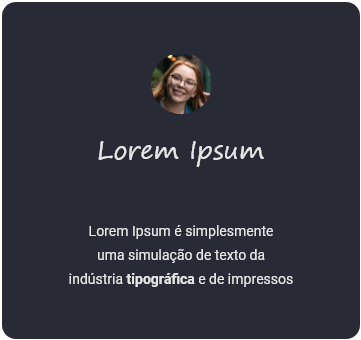 Lorem Ipsum
Lorem Ipsum é simplesmente
uma simulação de texto da
indústria tipográfica e de impressos